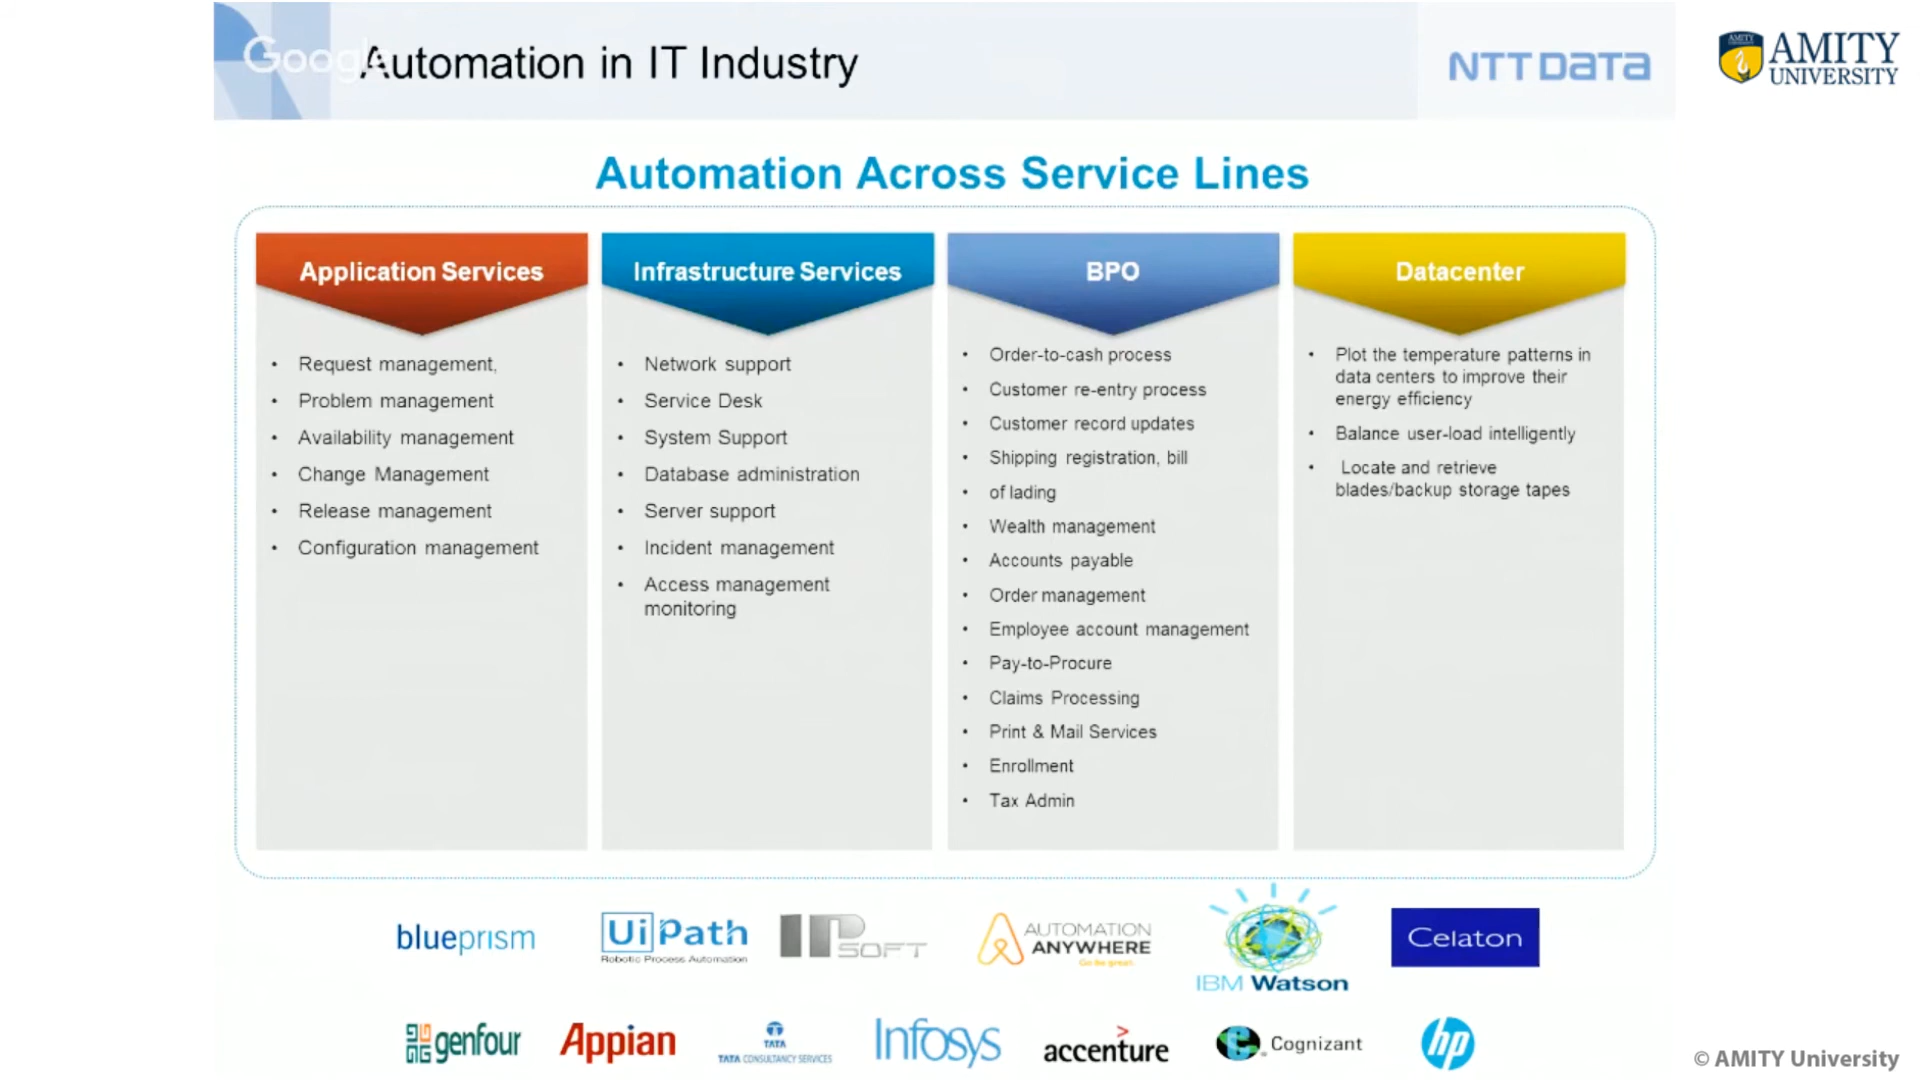 Google
Automation in IT Industry
NTT DATA
AMITY
UNIVERSITY
AMITY
Automation Across Service Lines
Application Services
• Request management,
• Problem management
• Availability management
• Change Management
• Release management
• Configuration management
Infrastructure Services
• Network support
• Service Desk
• System Support
• Database administration
• Server support
• Incident management
• Access management
monitoring
BPO
• Order-to-cash process
• Customer re-entry process
• Customer record updates
• Shipping registration, bill
• of lading
• Wealth management
• Accounts payable
• Order management
• Employee account management
• Pay-to-Procure
• Claims Processing
• Print & Mail Services
• Enrollment
• Tax Admin
Datacenter
• Plot the temperature patterns in
data centers to improve their
energy efficiency
• Balance user-load intelligently
• Locate and retrieve
blades/backup storage tapes
blueprism
UiPath
Robotic Process Automation
IPSOFT
AUTOMATION
ANYWHERE
Go be great.
IBM Watson
Celaton
genfour
Appian
TATA
TATA CONSULTANCY SERVICES
Infosys
accenture
Cognizant
hp
© AMITY University